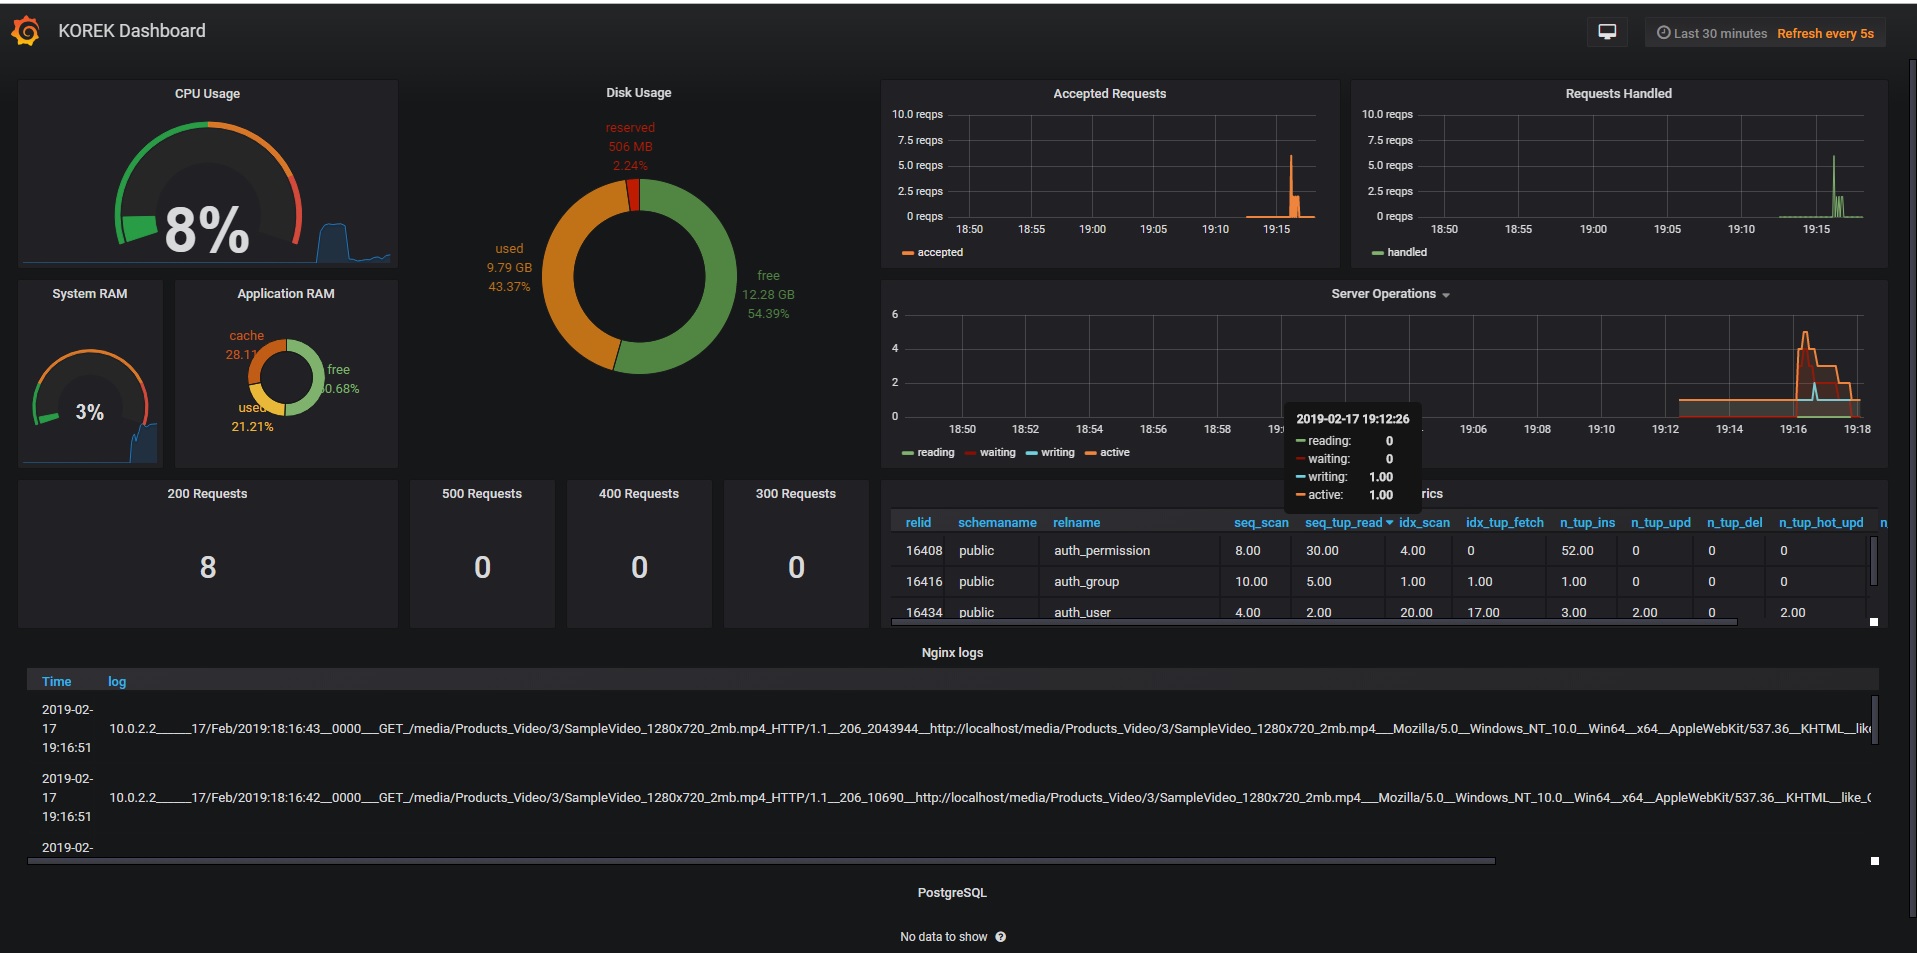 KOREK Dashboard
Last 30 minutes Refresh every 5s
CPU Usage
8%
Disk Usage
reserved
506 MB
2.24%
used
9.79 GB
43.37%
free
12.28 GB
54.39%
Accepted Requests
10.0 reqps
7.5 reqps
5.0 reqps
2.5 reqps
0 reqps
18:50 18:55 19:00 19:05 19:10 19:15
accepted
Requests Handled
10.0 reqps
7.5 reqps
5.0 reqps
2.5 reqps
0 reqps
18:50 18:55 19:00 19:05 19:10 19:15
handled
System RAM
3%
Application RAM
cache
28.11
free
0.68%
used
21.21%
Server Operations
6
4
2
0
18:50 18:52 18:54 18:56 18:58 19:06 19:08 19:10 19:12 19:14 19:16 19:18
reading waiting writing active
2019-02-17 19:12:26
reading: 0
waiting: 0
writing: 1.00
active: 1.00
200 Requests
8
500 Requests
0
400 Requests
0
300 Requests
0
rics
relid schemaname relname seq_scan seq_tup_read idx_scan idx_tup_fetch n_tup_ins n_tup_upd n_tup_del n_tup_hot_upd n
16408 public auth_permission 8.00 30.00 4.00 0 52.00 0 0 0
16416 public auth_group 10.00 5.00 1.00 1.00 1.00 0 0 0
16434 public auth_user 4.00 2.00 20.00 17.00 3.00 2.00 0 2.00
Nginx logs
Time log
2019-02-
17
19:16:51
10.0.2.2______17/Feb/2019:18:16:43__0000___GET_/media/Products_Video/3/SampleVideo_1280x720_2mb.mp4_HTTP/1.1__206_2043944__http://localhost/media/Products_Video/3/SampleVideo_1280x720_2mb.mp4___Mozilla/5.0__Windows_NT_10.0__Win64__x64__AppleWebKit/537.36__KHTML__lik
2019-02-
17
19:16:51
10.0.2.2______17/Feb/2019:18:16:42__0000___GET_/media/Products_Video/3/SampleVideo_1280x720_2mb.mp4_HTTP/1.1__206_10690__http://localhost/media/Products_Video/3/SampleVideo_1280x720_2mb.mp4___Mozilla/5.0__Windows_NT_10.0__Win64__x64__AppleWebKit/537.36__KHTML__like_
2019-02-
PostgreSQL
No data to show